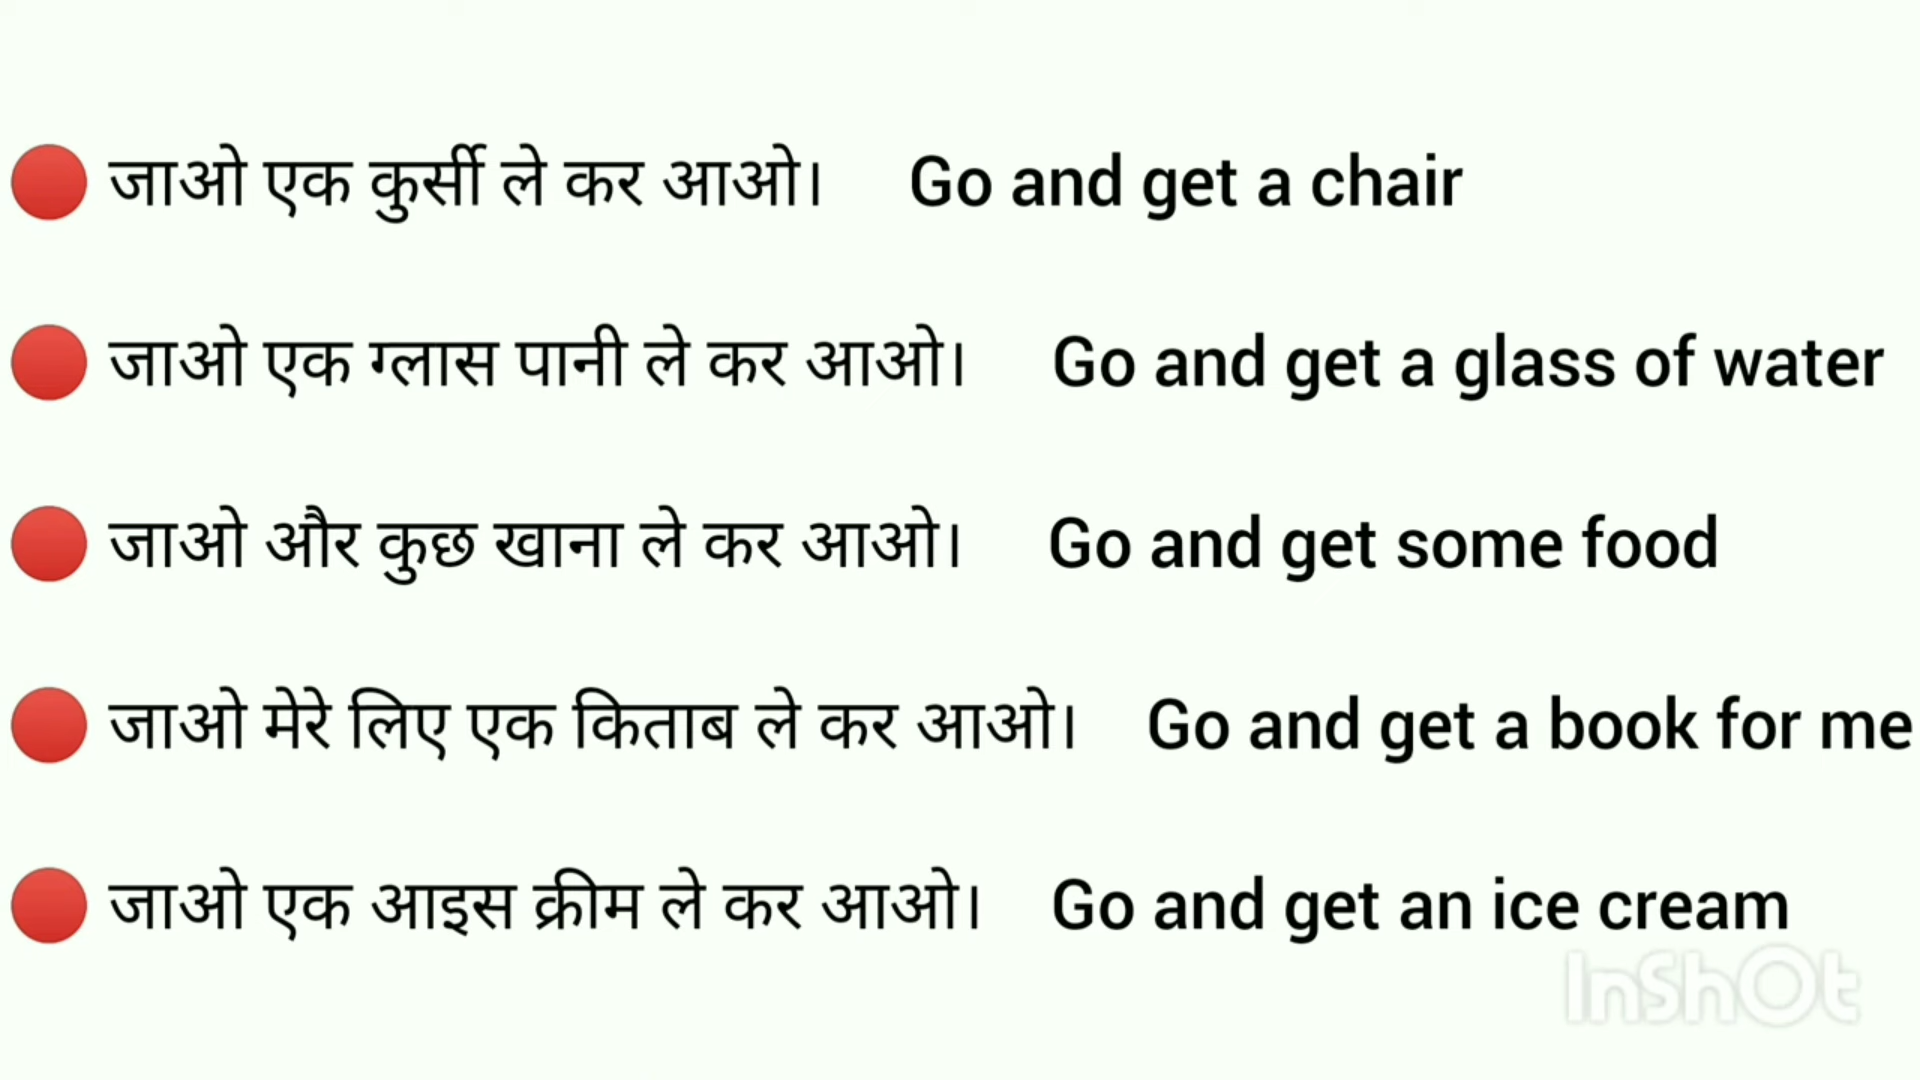 🔴 जाओ एक कुर्सी ले कर आओ। Go and get a chair
🔴 जाओ एक ग्लास पानी ले कर आओ। Go and get a glass of water
🔴 जाओ और कुछ खाना ले कर आओ। Go and get some food
🔴 जाओ मेरे लिए एक किताब ले कर आओ। Go and get a book for me
🔴 जाओ एक आइस क्रीम ले कर आओ। Go and get an ice cream
InShOt